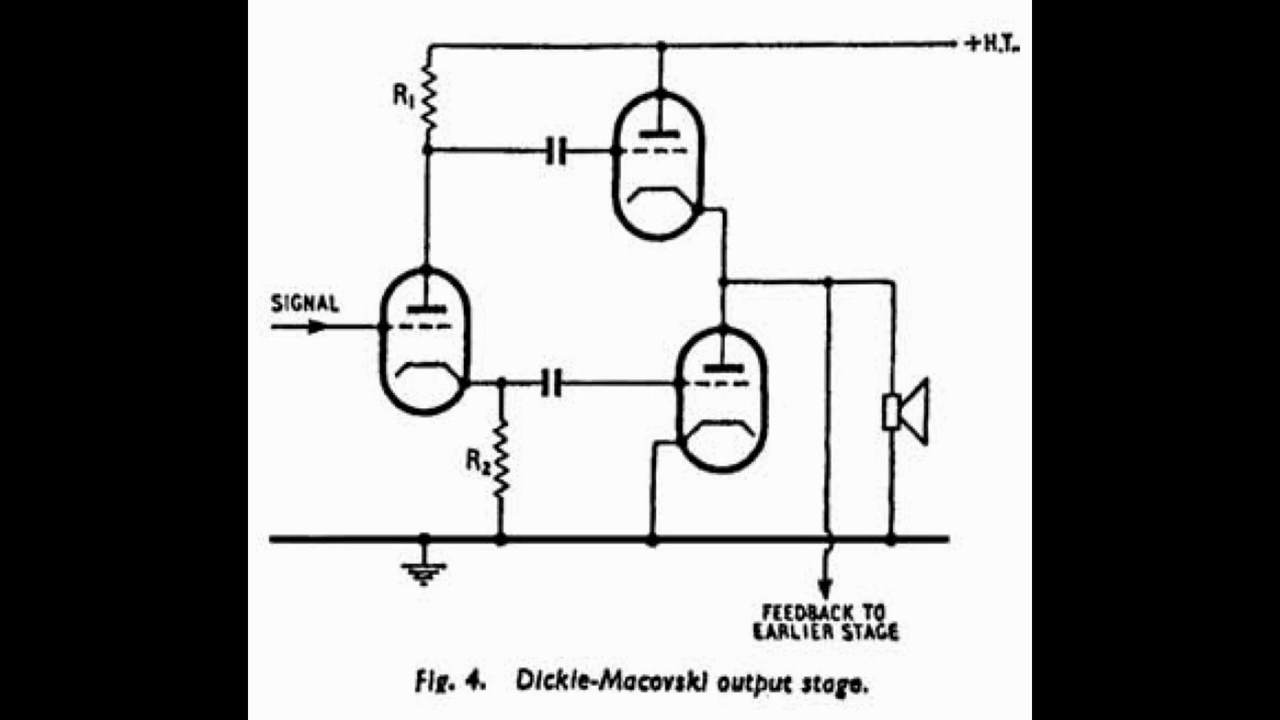 +H.T.
R1
SIGNAL
R2
FEEDBACK TO
EARLIER STAGE
Fig. 4. Dickie-Macovski output stage.